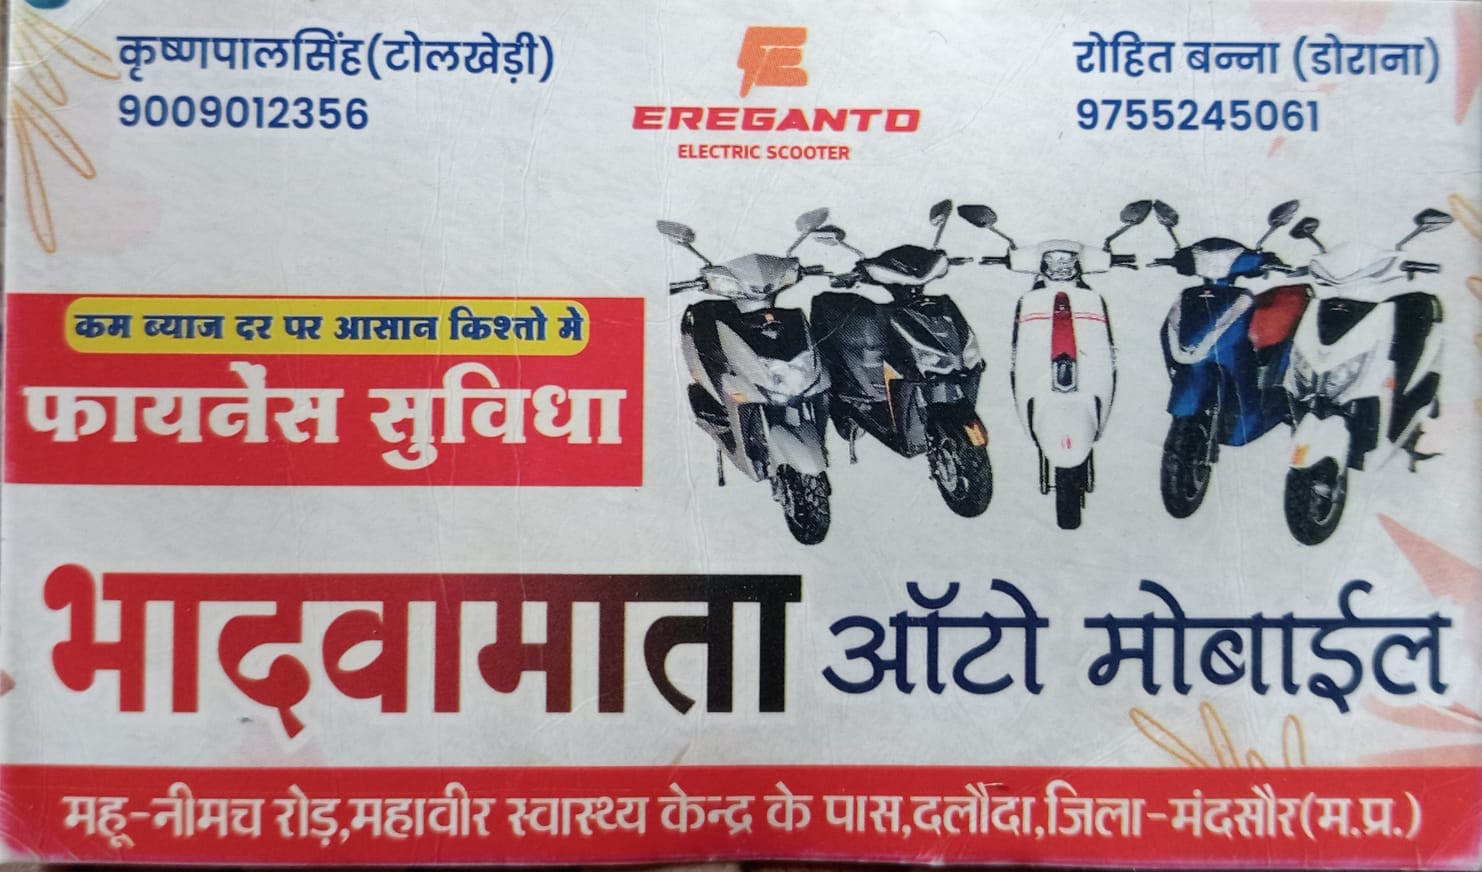 कृष्णपालसिंह(टोलखेड़ी)
9009012356
EREGANTO
ELECTRIC SCOOTER
रोहित बन्ना (डोराना)
9755245061
कम ब्याज दर पर आसान किश्तो मे
फायनेंस सुविधा
भादवामाता ऑटो मोबाईल
महू-नीमच रोड़,महावीर स्वास्थ्य केन्द्र के पास,दलौदा,जिला-मंदसौर(म.प्र.)